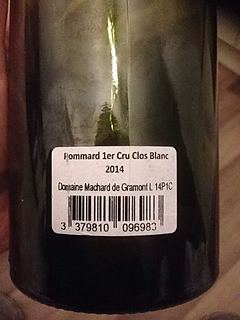 Pommard 1er Cru Clos Blanc
2014
Domaine Machard de Gramont L 14P1C
3 379810 096983